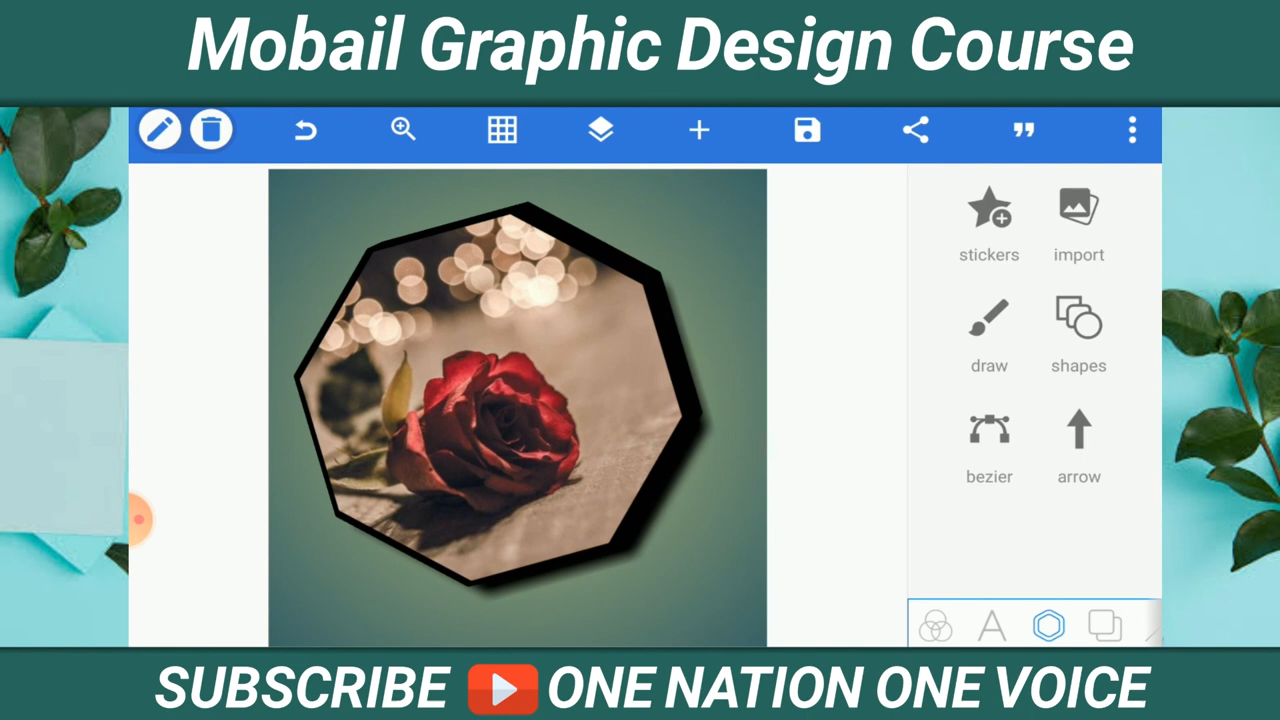 Mobail Graphic Design Course
stickers import
draw shapes
bezier arrow
SUBSCRIBE ONE NATION ONE VOICE